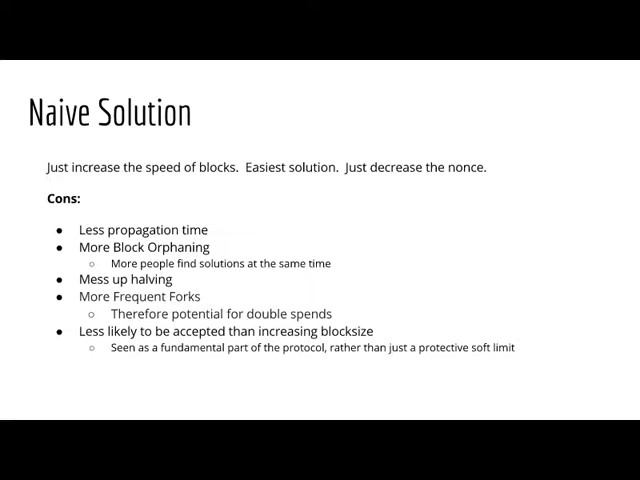 Naive Solution
Just increase the speed of blocks. Easiest solution. Just decrease the nonce.
Cons:
● Less propagation time
● More Block Orphaning
○ More people find solutions at the same time
● Mess up halving
● More Frequent Forks
○ Therefore potential for double spends
● Less likely to be accepted than increasing blocksize
○ Seen as a fundamental part of the protocol, rather than just a protective soft limit